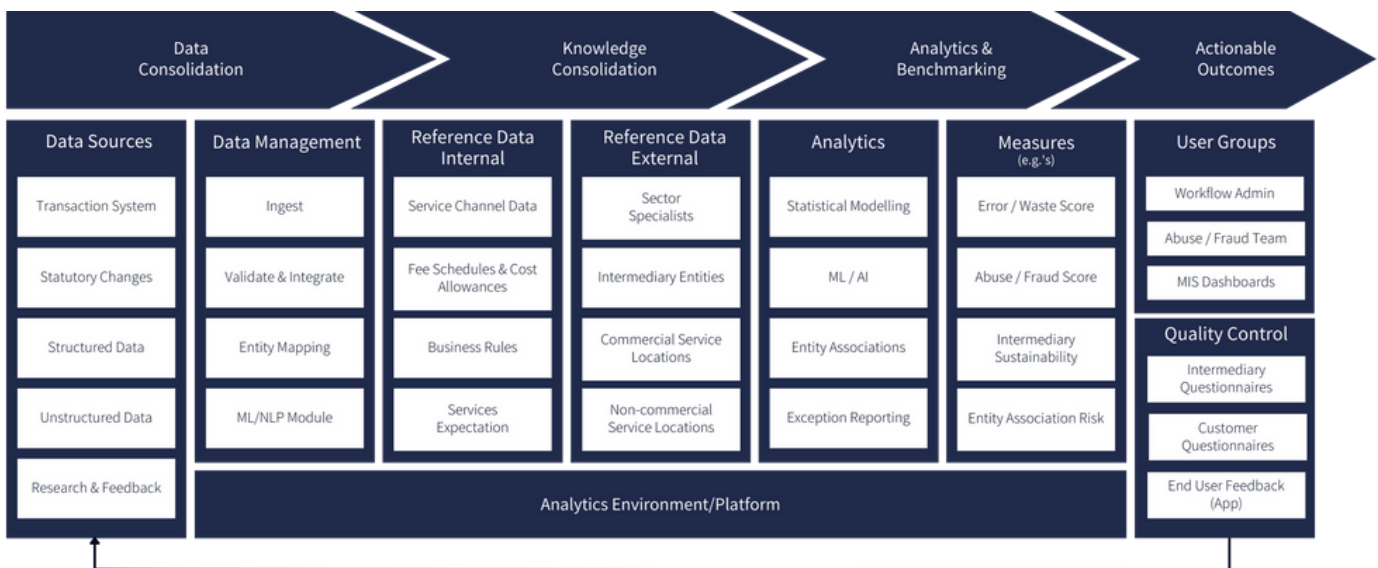 Data
Consolidation
Knowledge
Consolidation
Analytics &
Benchmarking
Actionable
Outcomes
Data Sources
Transaction System
Statutory Changes
Structured Data
Unstructured Data
Research & Feedback
Data Management
Ingest
Validate & Integrate
Entity Mapping
ML/NLP Module
Reference Data
Internal
Service Channel Data
Fee Schedules & Cost
Allowances
Business Rules
Services
Expectation
Reference Data
External
Sector
Specialists
Intermediary Entities
Commercial Service
Locations
Non-commercial
Service Locations
Analytics
Statistical Modelling
ML / AI
Entity Associations
Exception Reporting
Measures
(e.g.'s)
Error / Waste Score
Abuse / Fraud Score
Intermediary
Sustainability
Entity Association Risk
Analytics Environment/Platform
User Groups
Workflow Admin
Abuse / Fraud Team
MIS Dashboards
Quality Control
Intermediary
Questionnaires
Customer
Questionnaires
End User Feedback
(App)